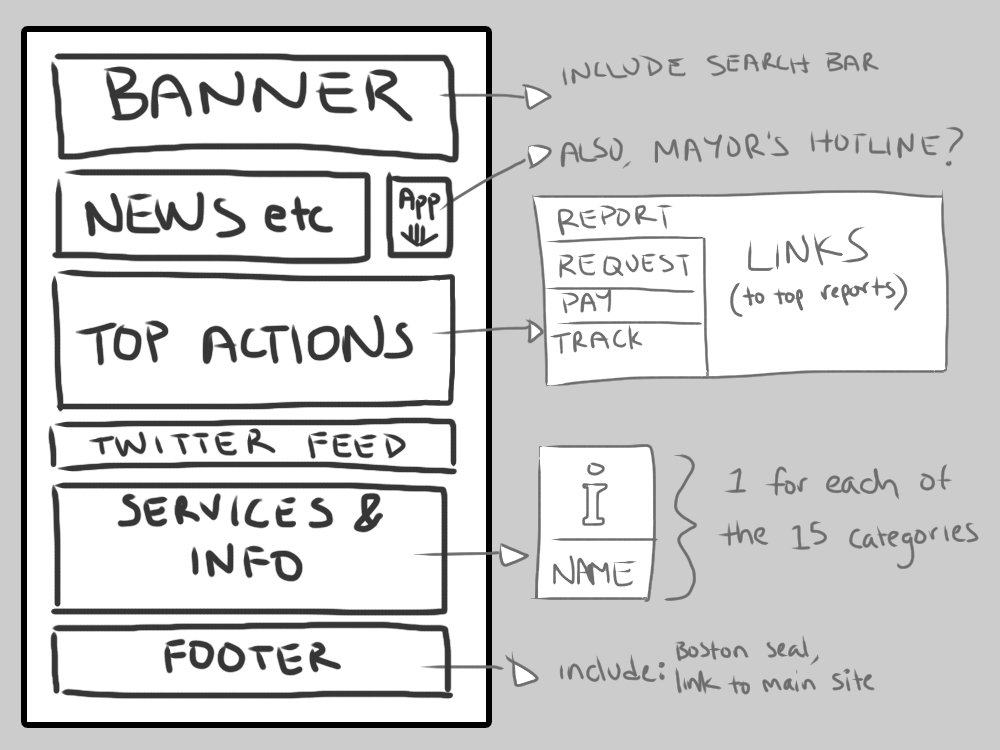 BANNER
INCLUDE SEARCH BAR
NEWS etc
App
ALSO, MAYOR'S HOTLINE?
TOP ACTIONS
REPORT
REQUEST
PAY
TRACK
LINKS
(to top reports)
TWITTER FEED
SERVICES &
INFO
i
NAME
1 for each of
the 15 categories
FOOTER
include: Boston seal,
link to main site